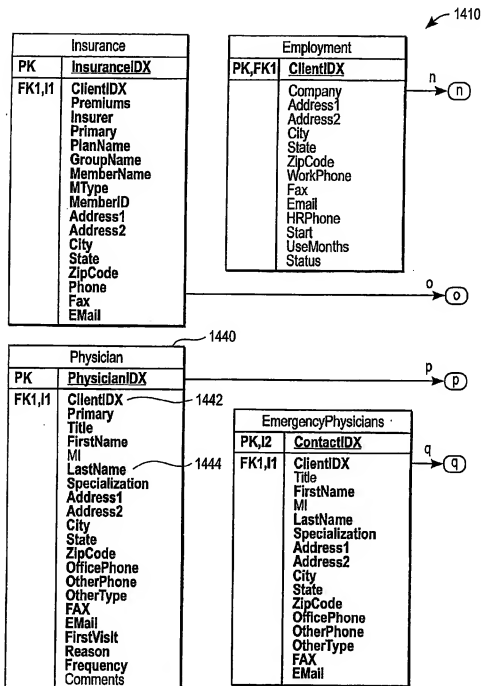 1410
Insurance
PK InsuranceIDX
FK1,I1 ClientIDX
Premiums
Insurer
Primary
PlanName
GroupName
MemberName
MType
MemberID
Address1
Address2
City
State
ZipCode
Phone
Fax
EMail
Employment
PK,FK1 ClientIDX
Company
Address1
Address2
City
State
ZipCode
WorkPhone
Fax
Email
HRPhone
Start
UseMonths
Status
n
n
o
o
1440
Physician
PK PhysicianIDX
FK1,I1 ClientIDX 1442
Primary
Title
FirstName
MI
LastName 1444
Specialization
Address1
Address2
City
State
ZipCode
OfficePhone
OtherPhone
OtherType
FAX
EMail
FirstVisit
Reason
Frequency
Comments
p
p
EmergencyPhysicians
PK,I2 ContactIDX
FK1,I1 ClientIDX
Title
FirstName
MI
LastName
Specialization
Address1
Address2
City
State
ZipCode
OfficePhone
OtherPhone
OtherType
FAX
EMail
q
q